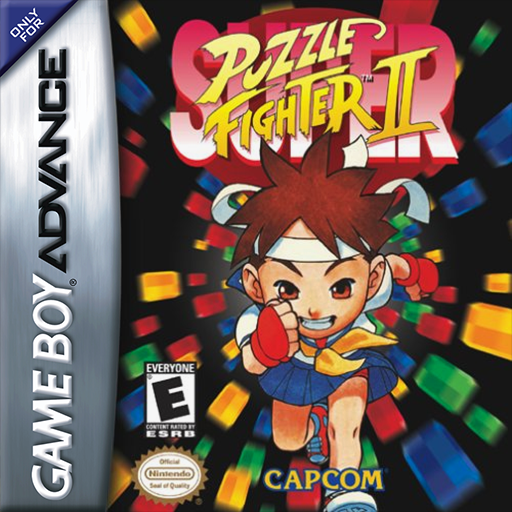 ONLY
FOR
GAME BOY ADVANCE
SUPER
PUZZLE
FIGHTER II
TM
EVERYONE
E
CONTENT RATED BY
ESRB
Official
Nintendo
Seal of Quality
CAPCOM